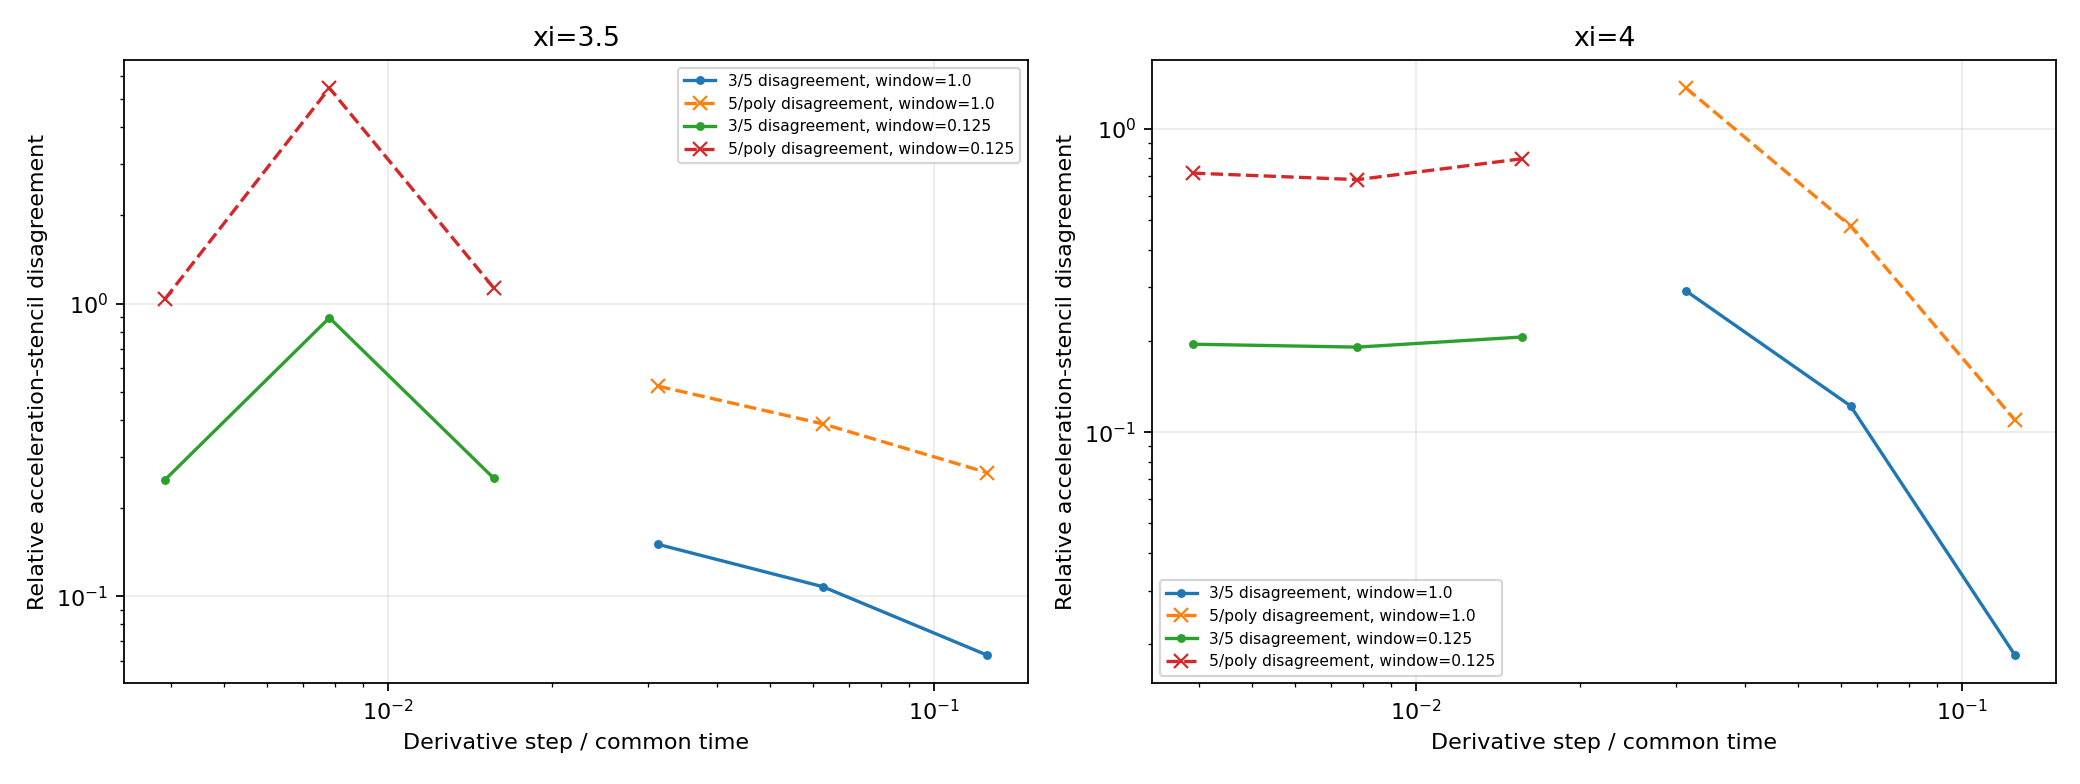 xi=3.5
Relative acceleration-stencil disagreement
10⁰
10⁻¹
3/5 disagreement, window=1.0
5/poly disagreement, window=1.0
3/5 disagreement, window=0.125
5/poly disagreement, window=0.125
10⁻²
10⁻¹
Derivative step / common time
xi=4
Relative acceleration-stencil disagreement
10⁰
10⁻¹
3/5 disagreement, window=1.0
5/poly disagreement, window=1.0
3/5 disagreement, window=0.125
5/poly disagreement, window=0.125
10⁻²
10⁻¹
Derivative step / common time